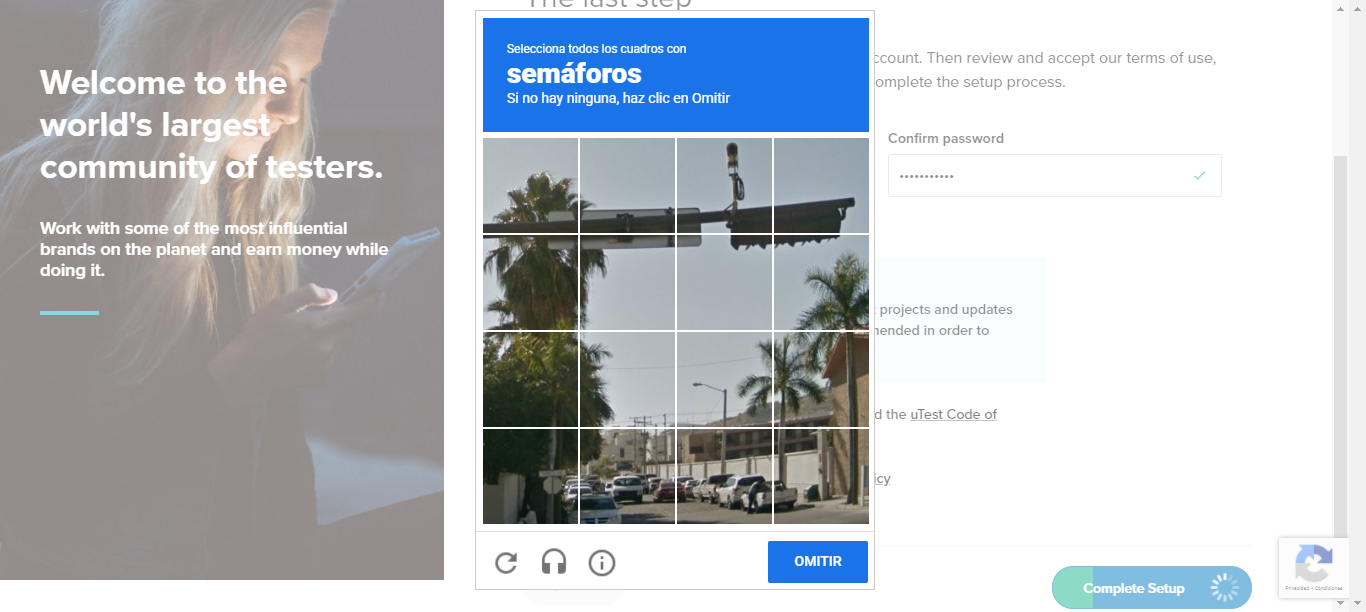 The last step
Welcome to the
world's largest
community of testers.
Work with some of the most influential
brands on the planet and earn money while
doing it.
Selecciona todos los cuadros con
semáforos
Si no hay ninguna, haz clic en Omitir
OMITIR
ccount. Then review and accept our terms of use,
omplete the setup process.
Confirm password
•••••••••••
projects and updates
ended in order to
d the uTest Code of
icy
Complete Setup
Privacidad - Condiciones